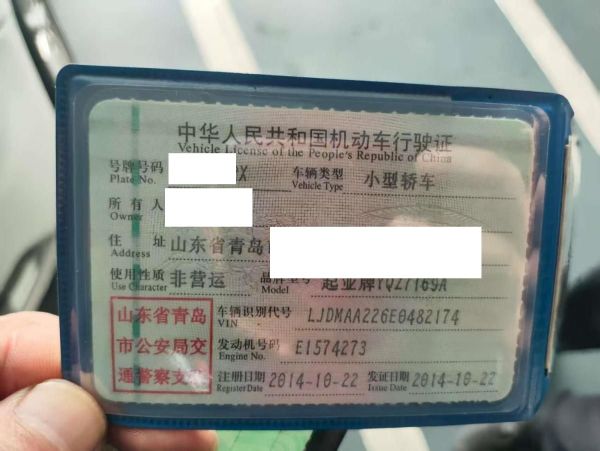 中华人民共和国机动车行驶证
Vehicle License of the People's Republic of China
号牌号码 X 车辆类型 小型轿车
Plate No. Vehicle Type
所有人
Owner
住址 山东省青岛
Address
使用性质 非营运 品牌型号 起亚牌YQZ7169A
Use Character Model
山东省青岛
市公安局交
通警察支
车辆识别代号 LJDMAA226E0482174
VIN
发动机号码 E1574273
Engine No.
注册日期 2014-10-22 发证日期 2014-10-22
Register Date Issue Date